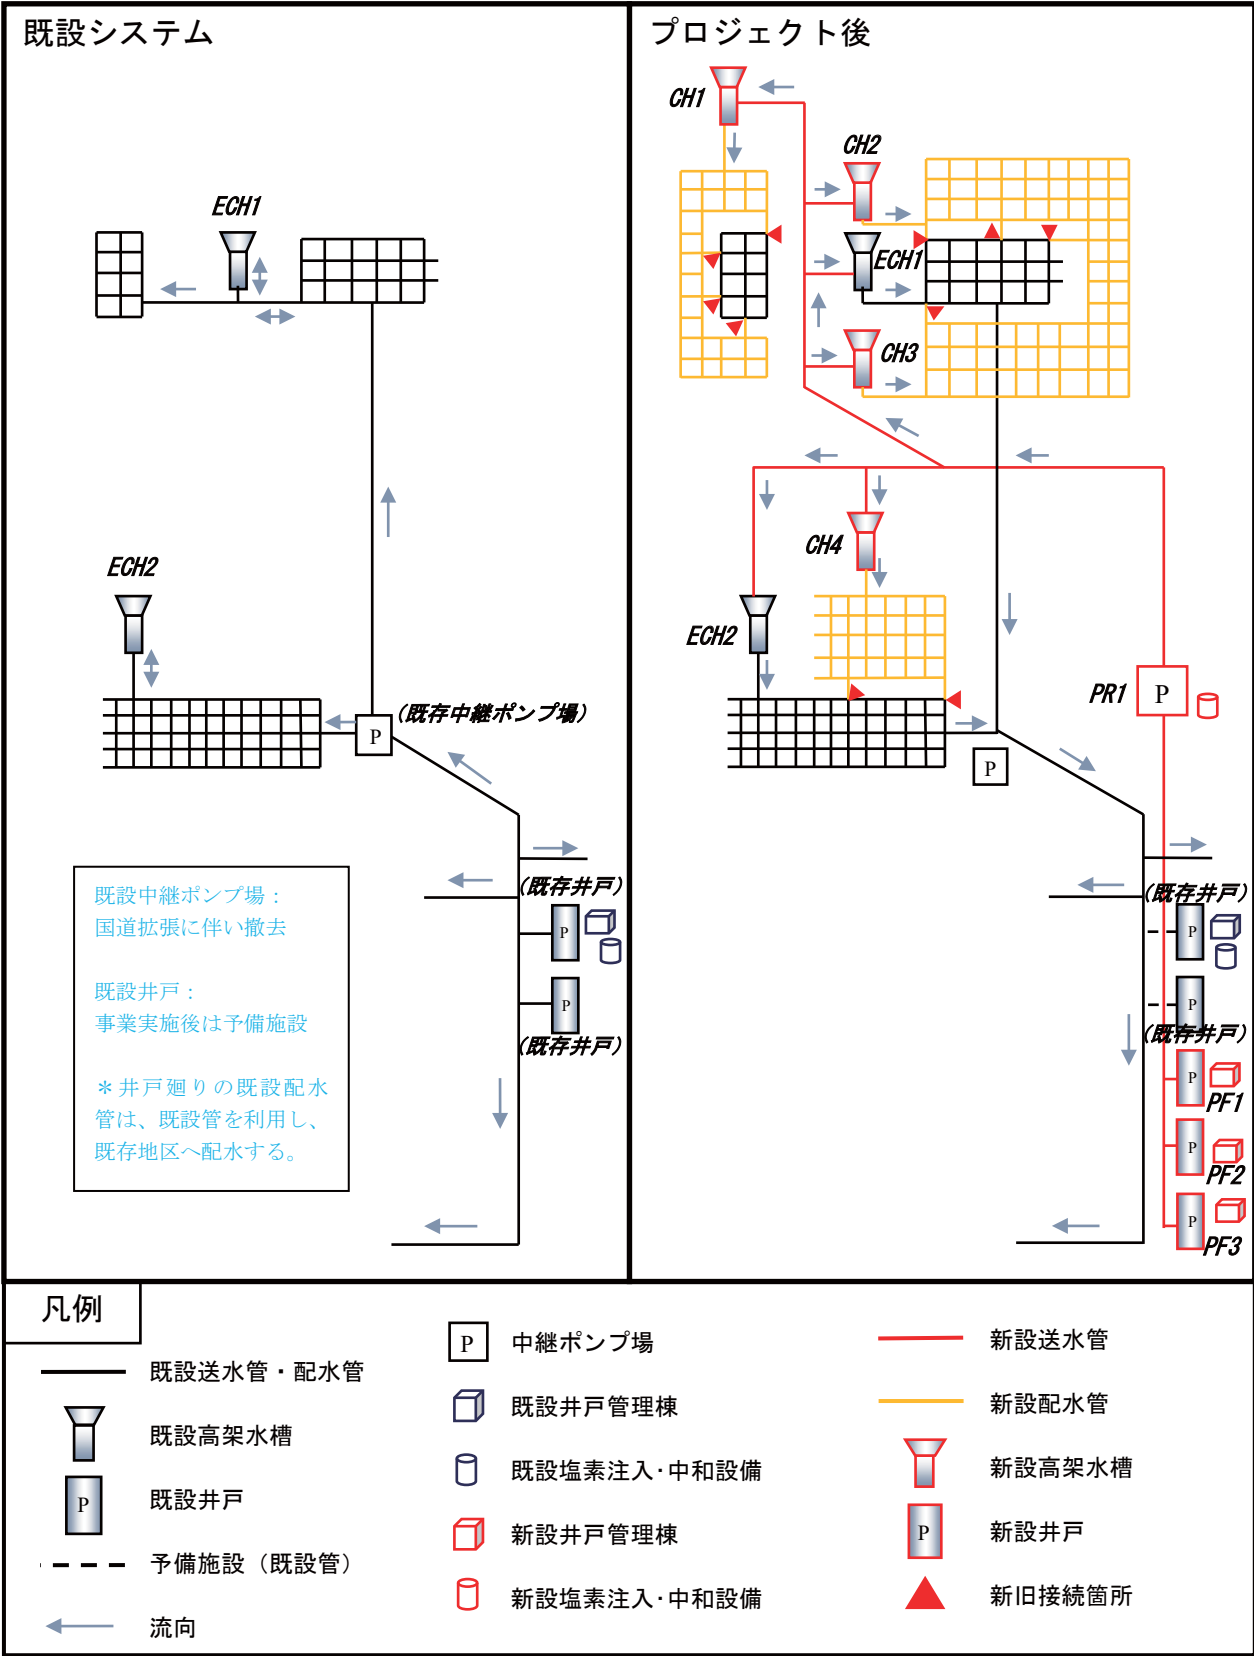 既設システム
ECH1
ECH2
(既存中継ポンプ場)
P
(既存井戸)
P
P
(既存井戸)
既設中継ポンプ場：
国道拡張に伴い撤去
既設井戸：
事業実施後は予備施設
＊井戸廻りの既設配水
管は、既設管を利用し、
既存地区へ配水する。
プロジェクト後
CH1
CH2
ECH1
CH3
CH4
ECH2
PR1
P
P
(既存井戸)
P
P
(既存井戸)
P
PF1
P
PF2
P
PF3
凡例
既設送水管・配水管
既設高架水槽
P
既設井戸
予備施設（既設管）
流向
P
中継ポンプ場
既設井戸管理棟
既設塩素注入･中和設備
新設井戸管理棟
新設塩素注入･中和設備
新設送水管
新設配水管
新設高架水槽
P
新設井戸
新旧接続箇所